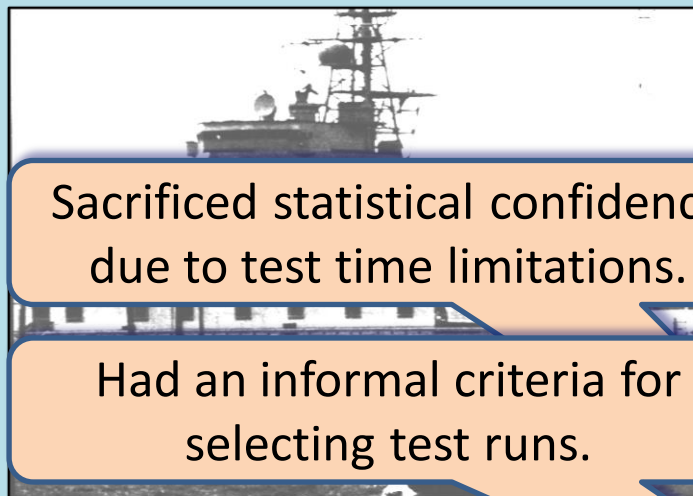 Sacrificed statistical confidenc
due to test time limitations.
Had an informal criteria for
selecting test runs.